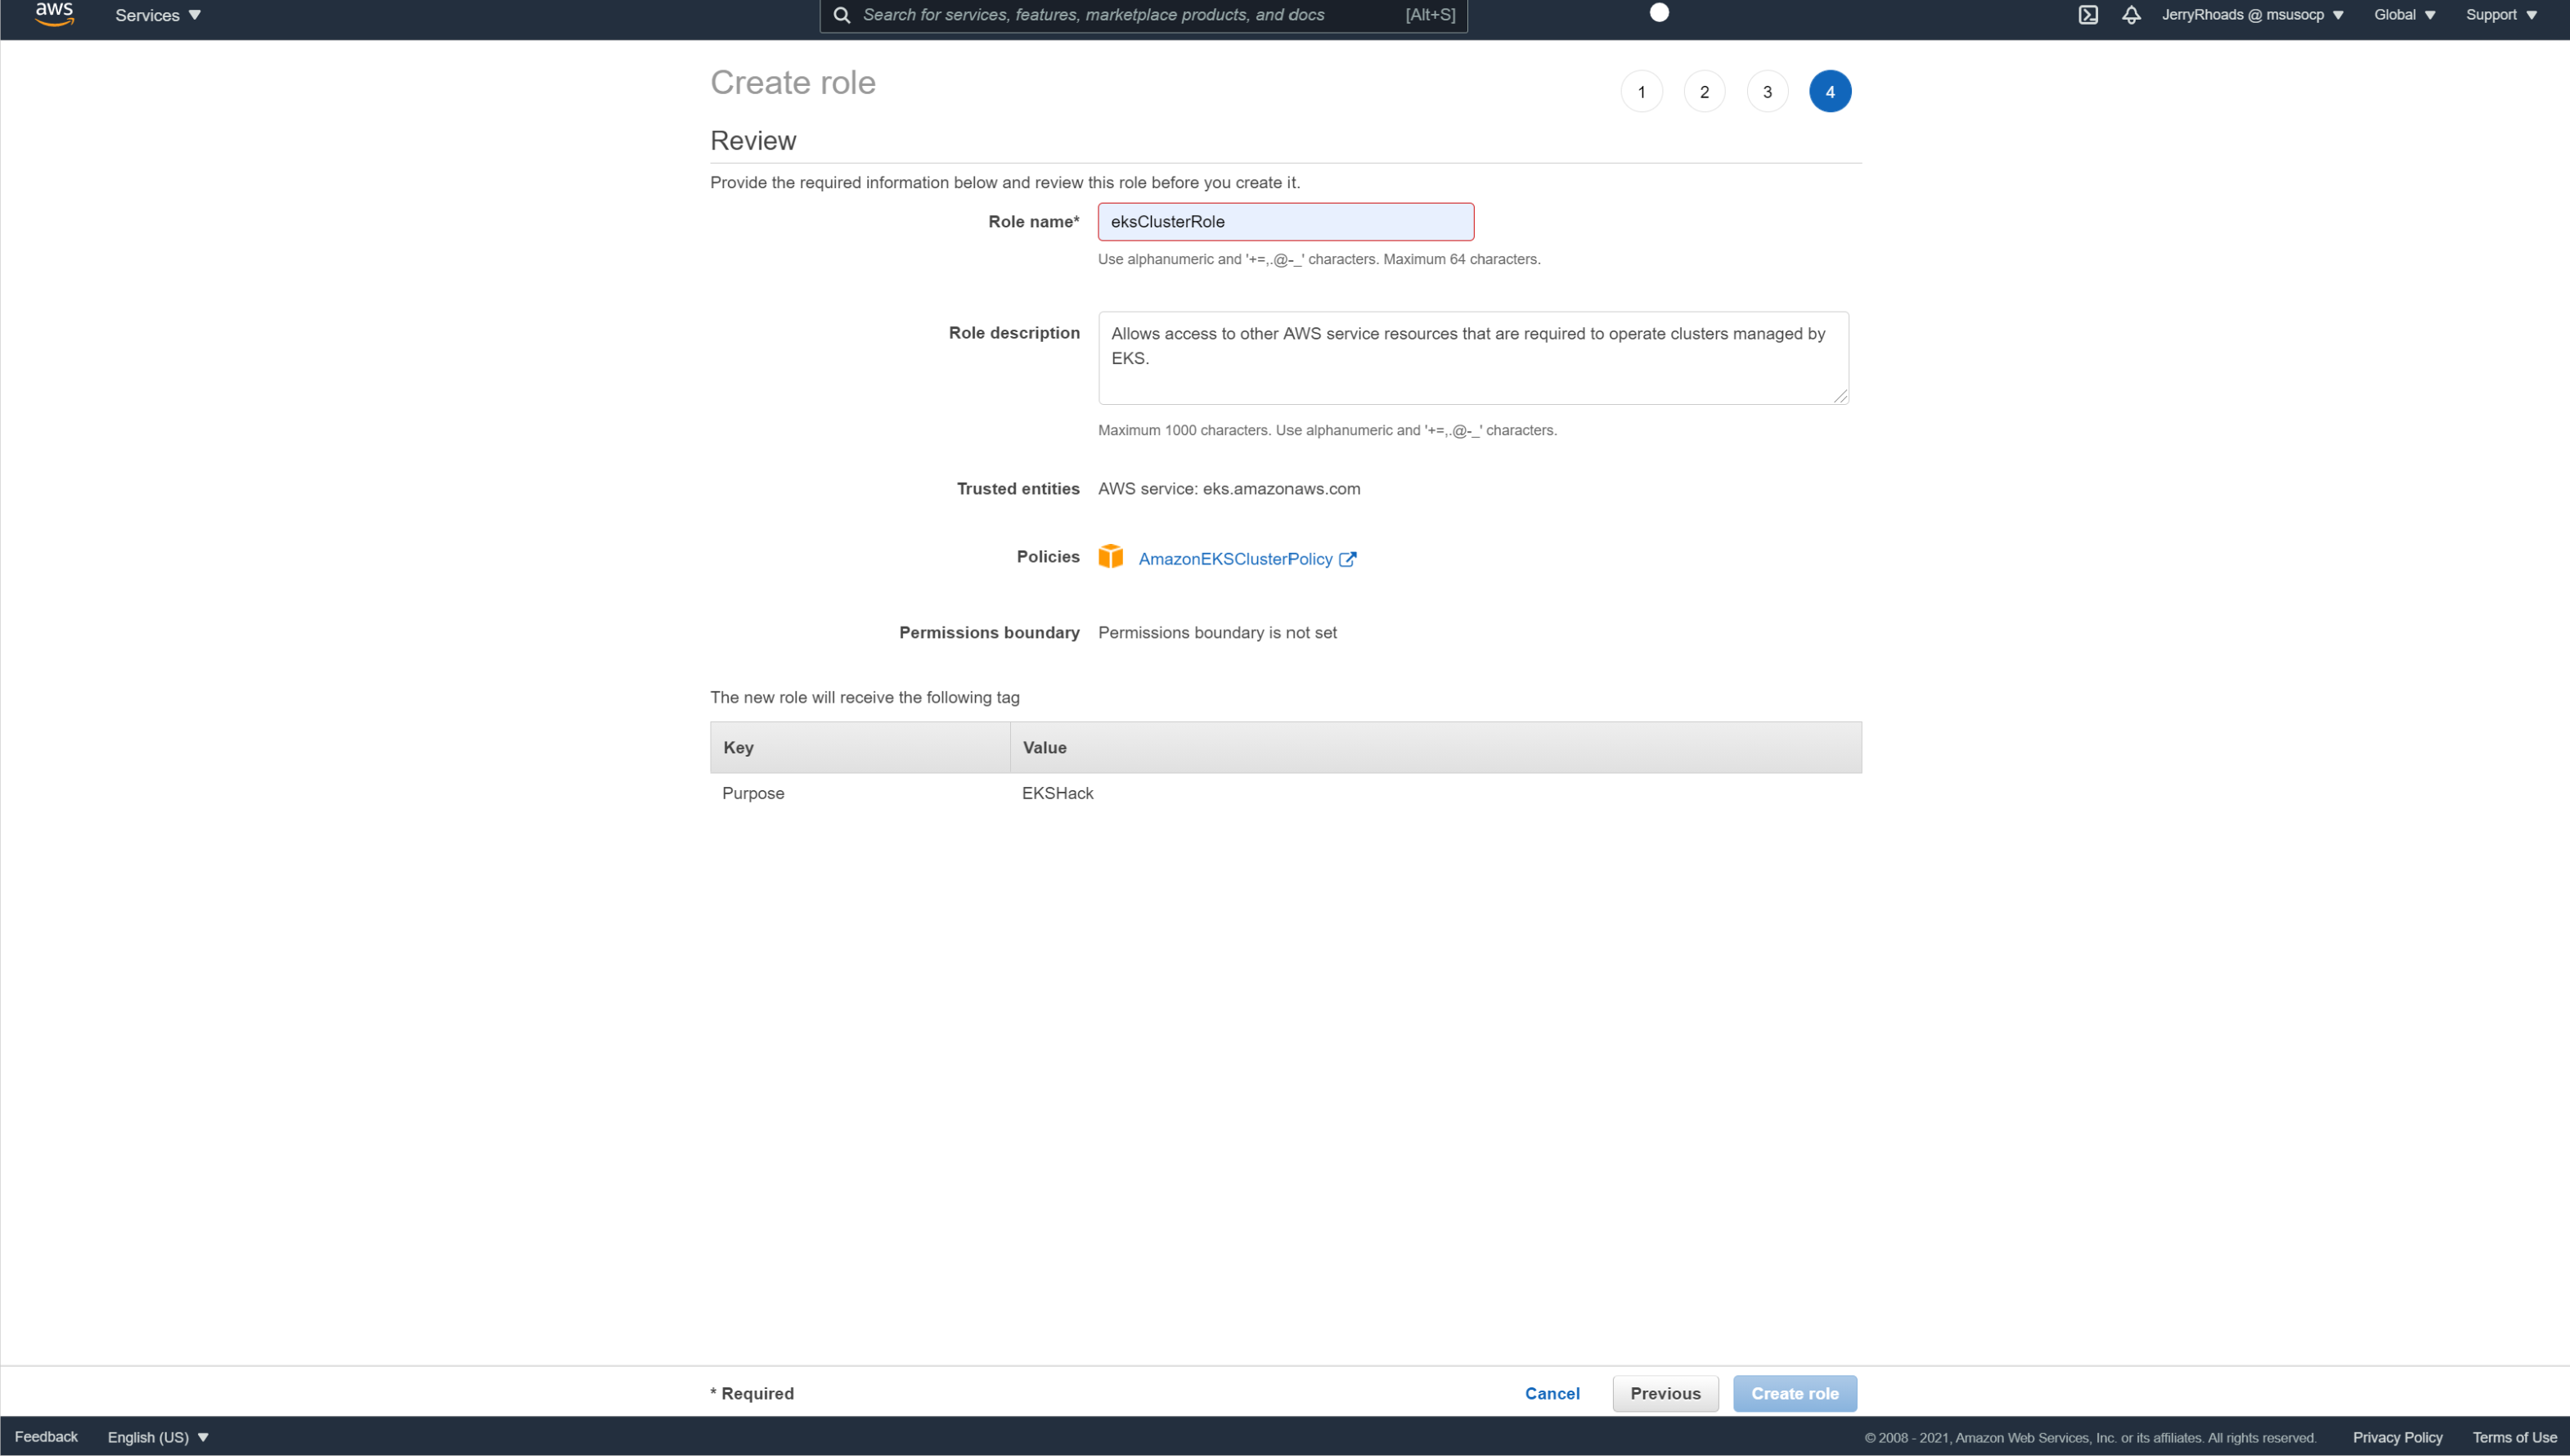 aws Services Search for services, features, marketplace products, and docs [Alt+S] JerryRhoads @ msusocp Global Support
Create role 1 2 3 4
Review
Provide the required information below and review this role before you create it.
Role name* eksClusterRole
Use alphanumeric and '+=,.@-_' characters. Maximum 64 characters.
Role description Allows access to other AWS service resources that are required to operate clusters managed by
EKS.
Maximum 1000 characters. Use alphanumeric and '+=,.@-_' characters.
Trusted entities AWS service: eks.amazonaws.com
Policies AmazonEKSClusterPolicy
Permissions boundary Permissions boundary is not set
The new role will receive the following tag
Key Value
Purpose EKSHack
* Required Cancel Previous Create role
Feedback English (US) © 2008 - 2021, Amazon Web Services, Inc. or its affiliates. All rights reserved. Privacy Policy Terms of Use